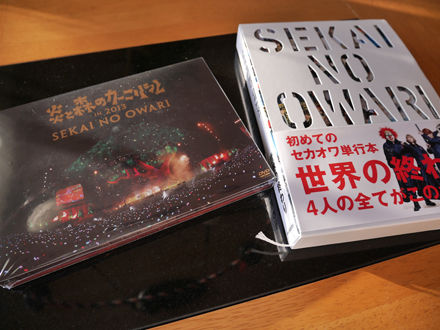 炎と森のカーニバル
in 2013
SEKAI NO OWARI
DVD
SEKAI
NO
OWARI
初めての
セカオワ単行本
世界の終わ
4人の全てがこの